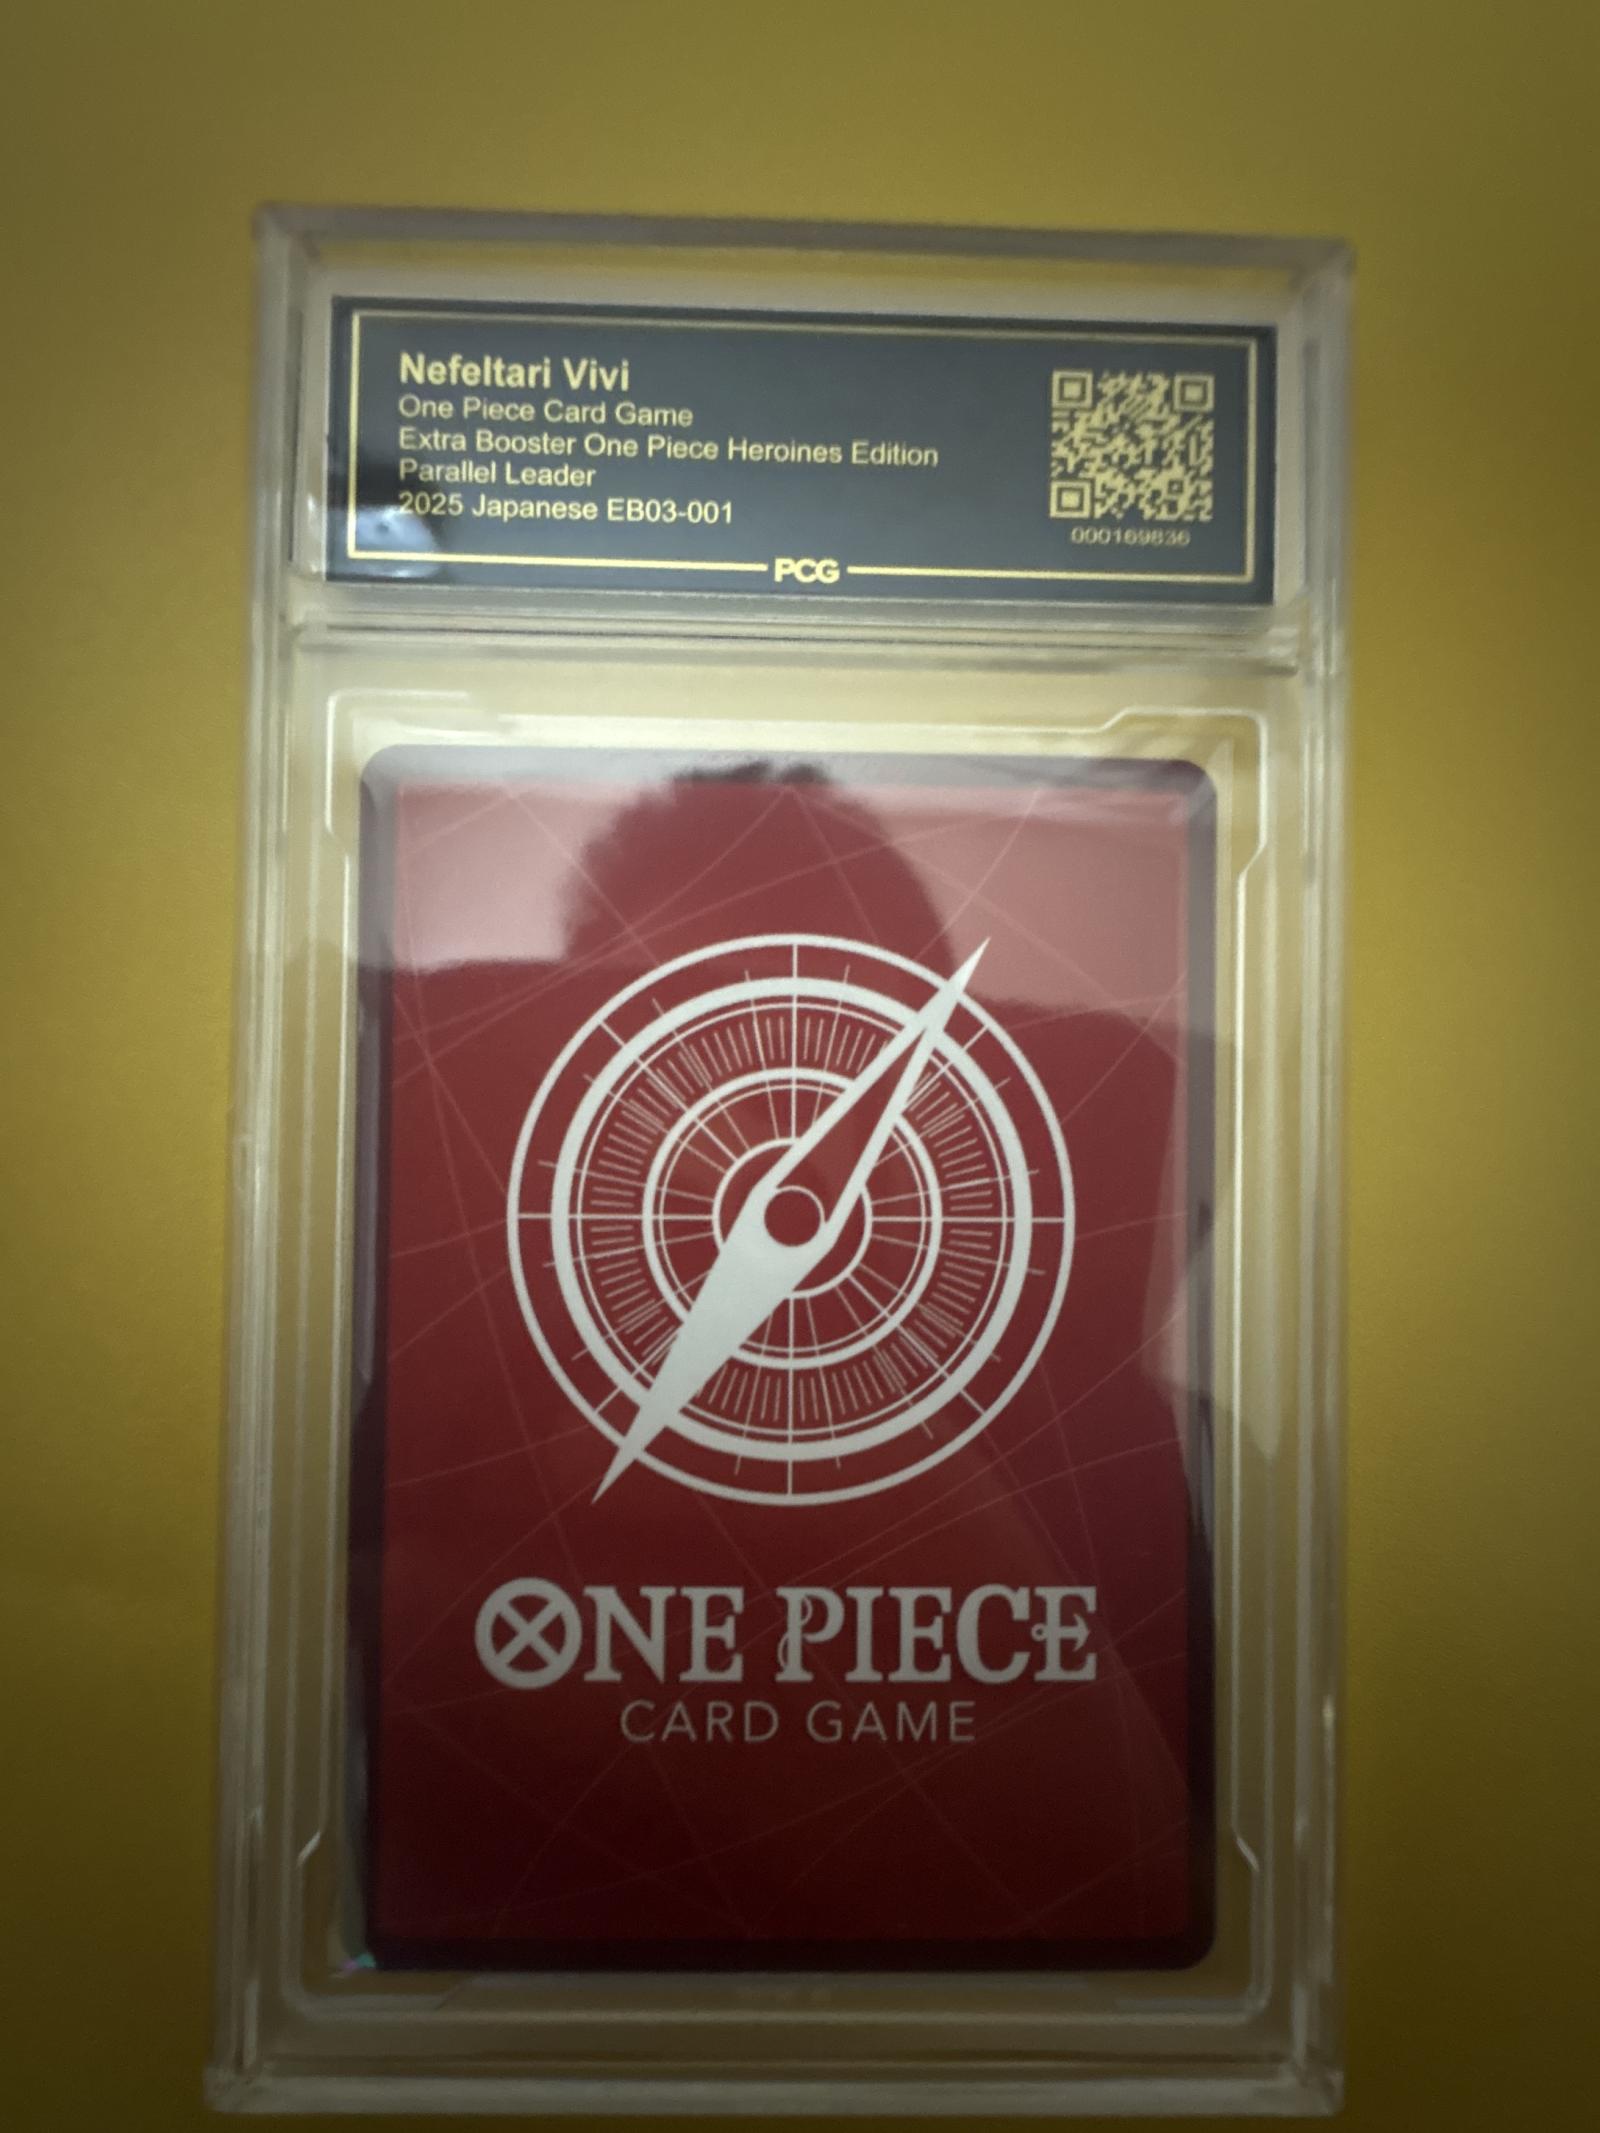 Nefeltari Vivi
One Piece Card Game
Extra Booster One Piece Heroines Edition
Parallel Leader
2025 Japanese EB03-001
000169836
PCG
ONE PIECE
CARD GAME